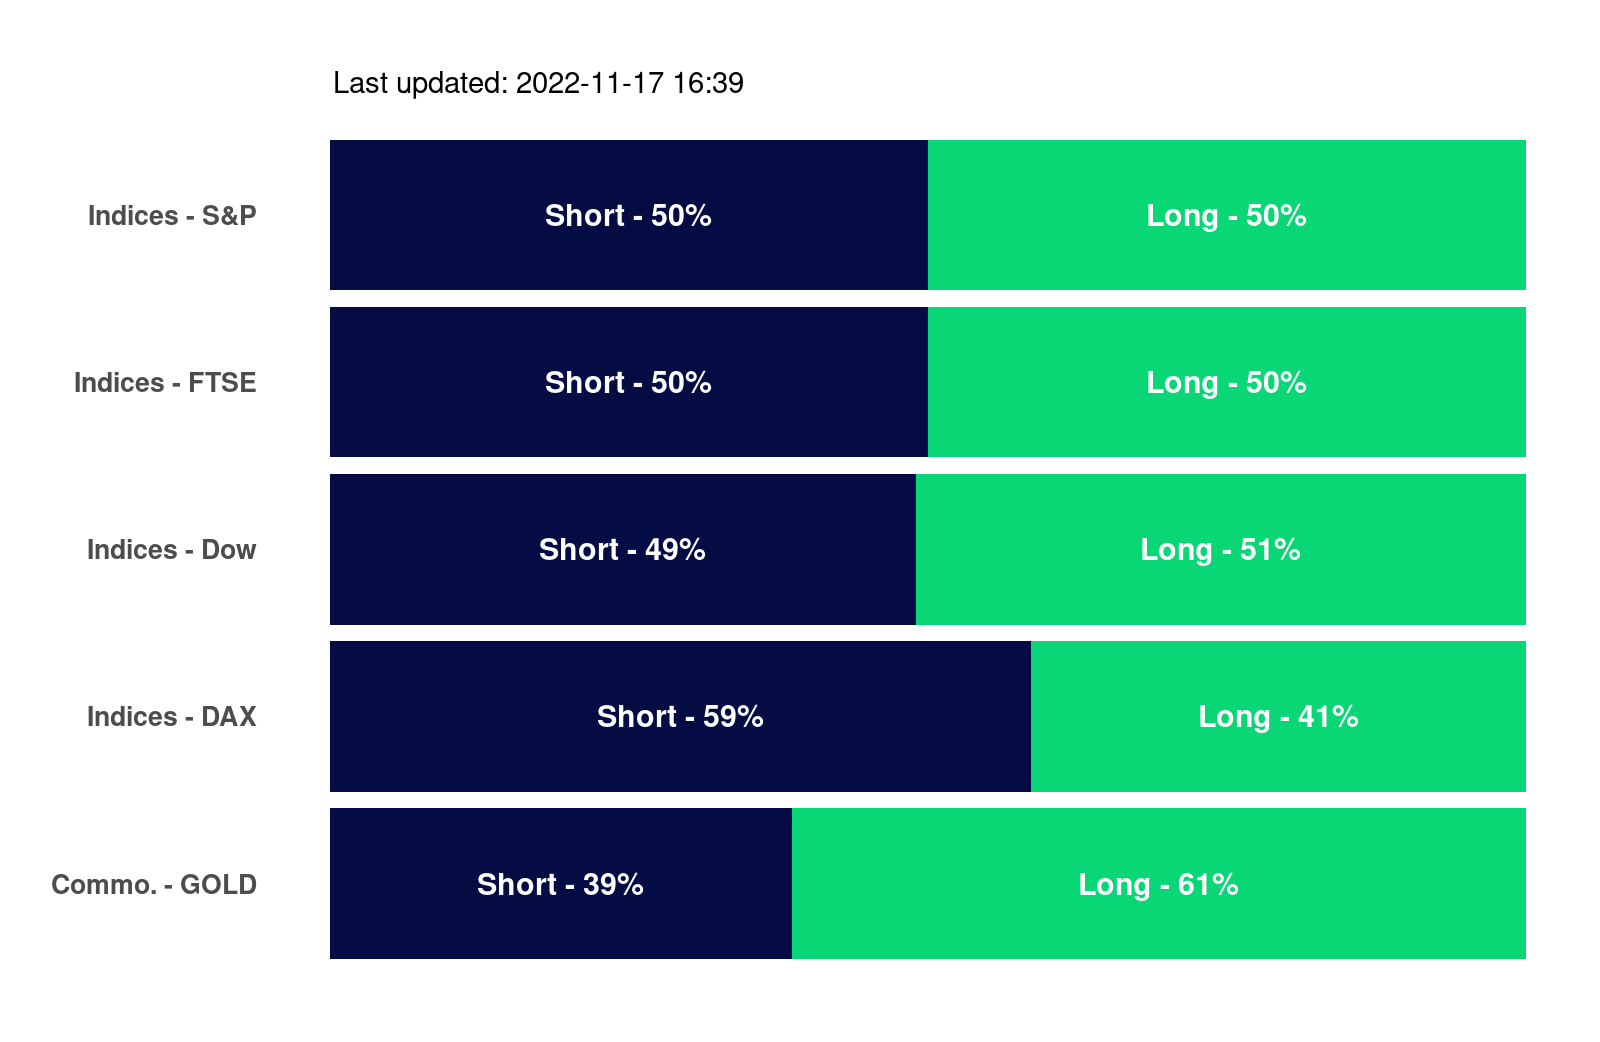 Last updated: 2022-11-17 16:39
Indices - S&P Short - 50% Long - 50%
Indices - FTSE Short - 50% Long - 50%
Indices - Dow Short - 49% Long - 51%
Indices - DAX Short - 59% Long - 41%
Commo. - GOLD Short - 39% Long - 61%